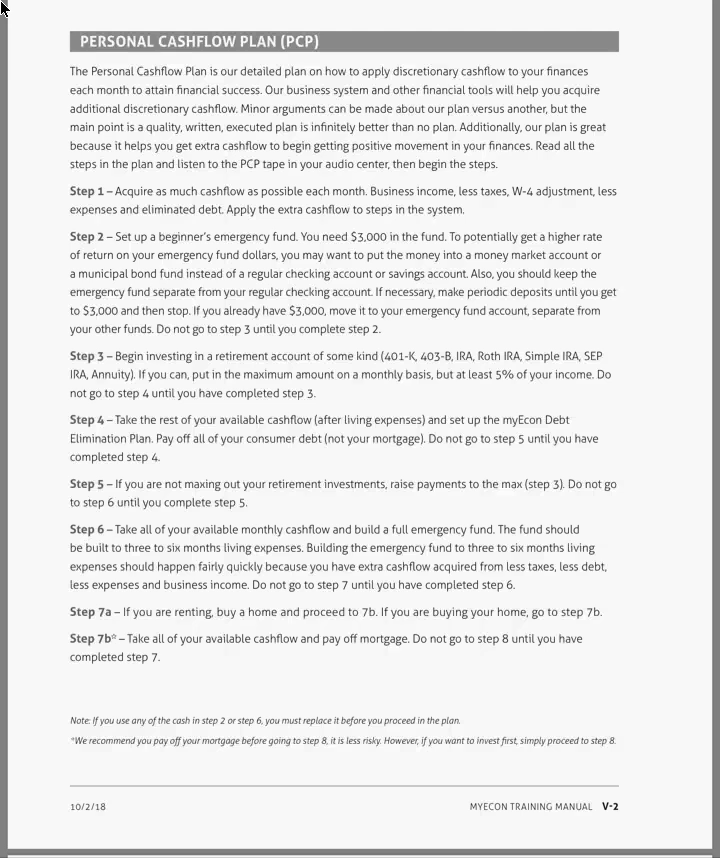 PERSONAL CASHFLOW PLAN (PCP)
The Personal Cashflow Plan is our detailed plan on how to apply discretionary cashflow to your finances
each month to attain financial success. Our business system and other financial tools will help you acquire
additional discretionary cashflow. Minor arguments can be made about our plan versus another, but the
main point is a quality, written, executed plan is infinitely better than no plan. Additionally, our plan is great
because it helps you get extra cashflow to begin getting positive movement in your finances. Read all the
steps in the plan and listen to the PCP tape in your audio center, then begin the steps.
Step 1 – Acquire as much cashflow as possible each month. Business income, less taxes, W-4 adjustment, less
expenses and eliminated debt. Apply the extra cashflow to steps in the system.
Step 2 – Set up a beginner's emergency fund. You need $3,000 in the fund. To potentially get a higher rate
of return on your emergency fund dollars, you may want to put the money into a money market account or
a municipal bond fund instead of a regular checking account or savings account. Also, you should keep the
emergency fund separate from your regular checking account. If necessary, make periodic deposits until you get
to $3,000 and then stop. If you already have $3,000, move it to your emergency fund account, separate from
your other funds. Do not go to step 3 until you complete step 2.
Step 3 – Begin investing in a retirement account of some kind (401-K, 403-B, IRA, Roth IRA, Simple IRA, SEP
IRA, Annuity). If you can, put in the maximum amount on a monthly basis, but at least 5% of your income. Do
not go to step 4 until you have completed step 3.
Step 4 – Take the rest of your available cashflow (after living expenses) and set up the myEcon Debt
Elimination Plan. Pay off all of your consumer debt (not your mortgage). Do not go to step 5 until you have
completed step 4.
Step 5 – If you are not maxing out your retirement investments, raise payments to the max (step 3). Do not go
to step 6 until you complete step 5.
Step 6 – Take all of your available monthly cashflow and build a full emergency fund. The fund should
be built to three to six months living expenses. Building the emergency fund to three to six months living
expenses should happen fairly quickly because you have extra cashflow acquired from less taxes, less debt,
less expenses and business income. Do not go to step 7 until you have completed step 6.
Step 7a – If you are renting, buy a home and proceed to 7b. If you are buying your home, go to step 7b.
Step 7b* – Take all of your available cashflow and pay off mortgage. Do not go to step 8 until you have
completed step 7.
Note: If you use any of the cash in step 2 or step 6, you must replace it before you proceed in the plan.
*We recommend you pay off your mortgage before going to step 8, it is less risky. However, if you want to invest first, simply proceed to step 8.
10/2/18 MYECON TRAINING MANUAL V-2